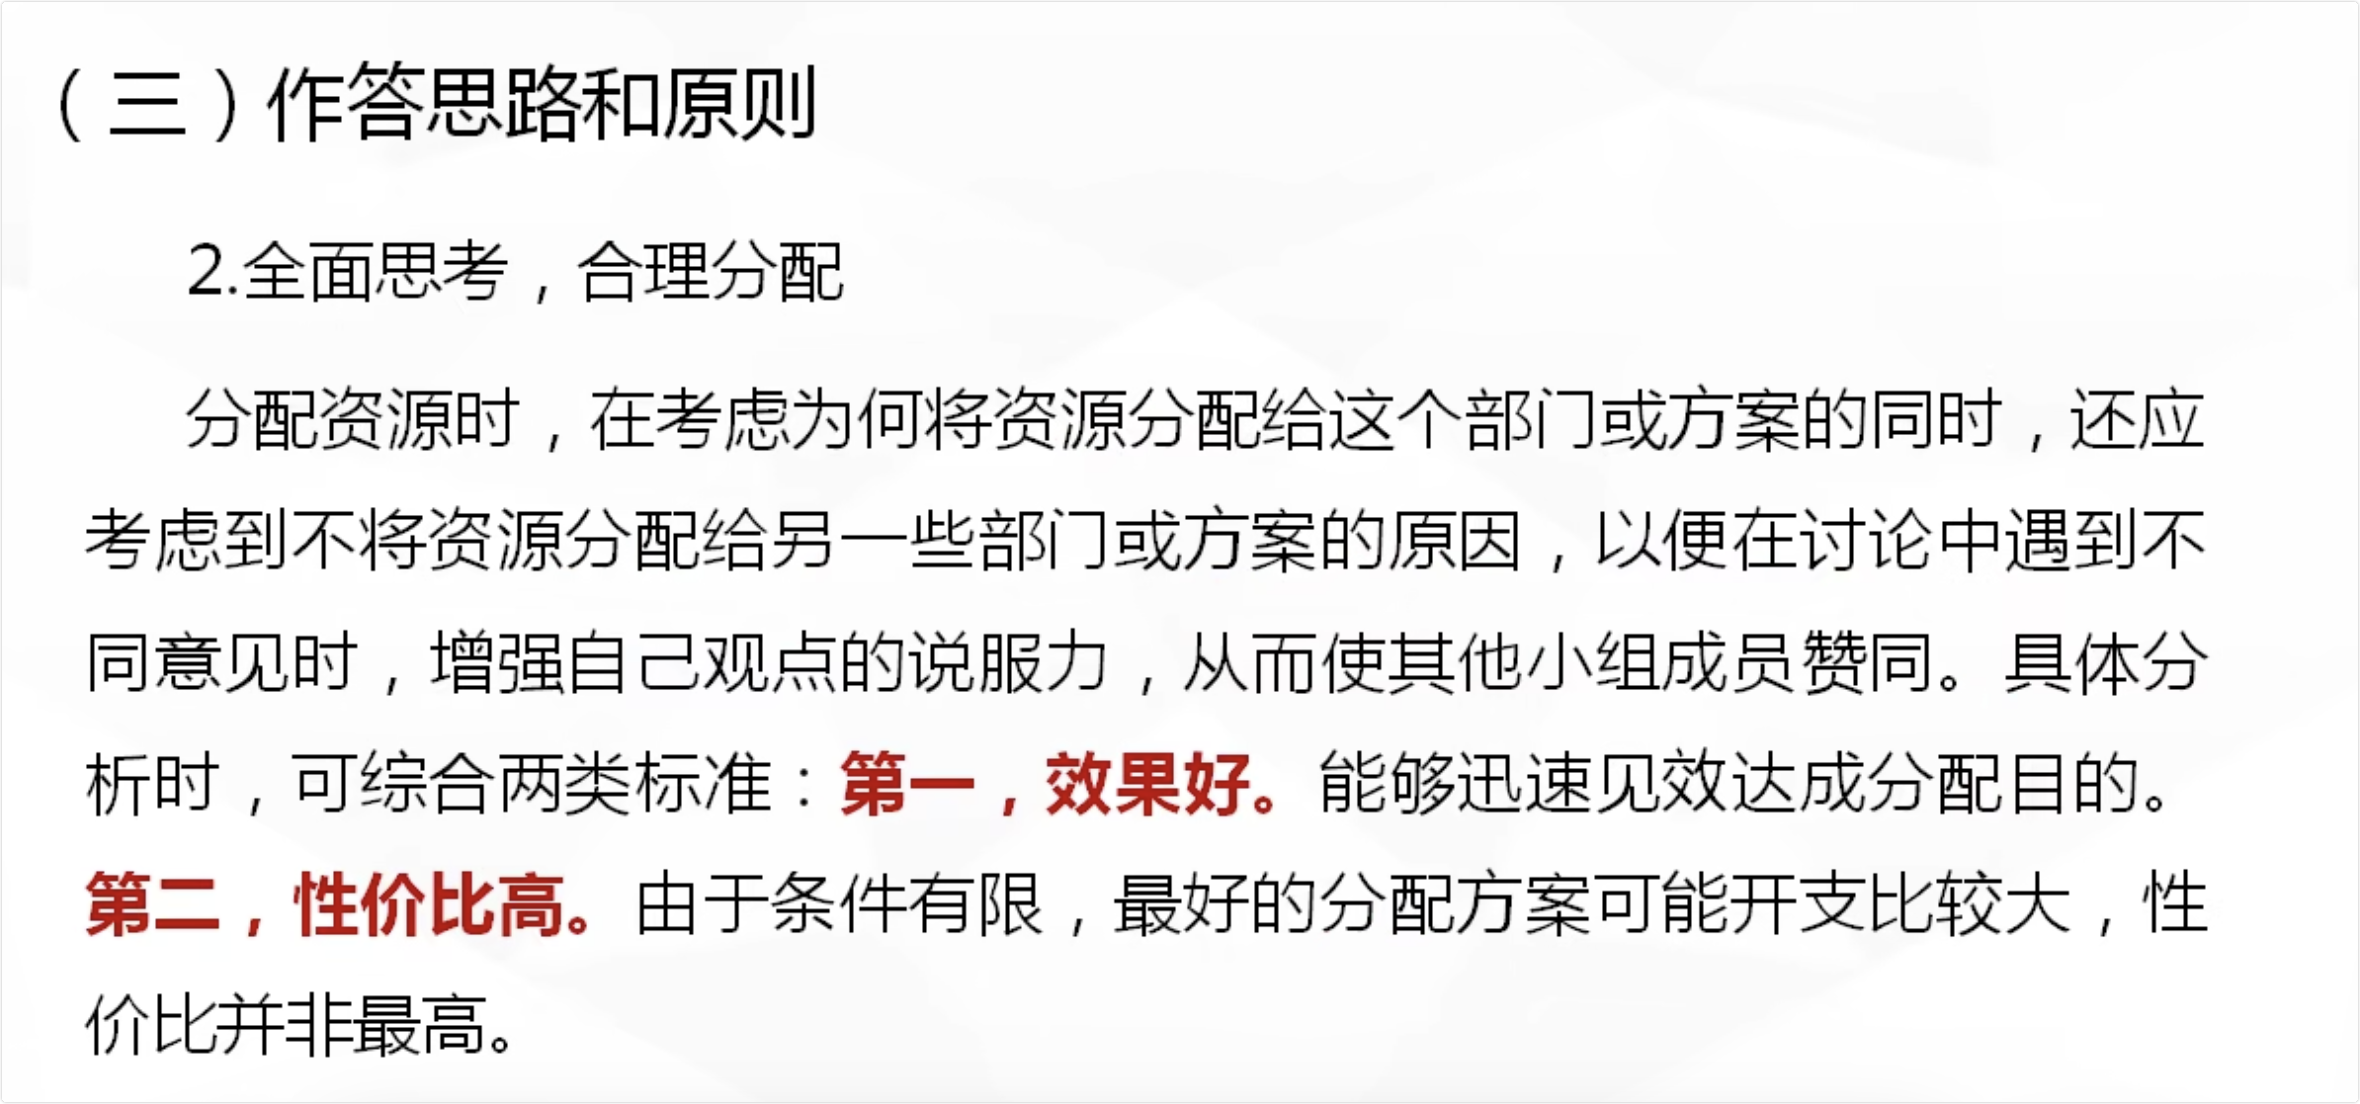 （三）作答思路和原则
2.全面思考，合理分配
分配资源时，在考虑为何将资源分配给这个部门或方案的同时，还应
考虑到不将资源分配给另一些部门或方案的原因，以便在讨论中遇到不
同意见时，增强自己观点的说服力，从而使其他小组成员赞同。具体分
析时，可综合两类标准：第一，效果好。能够迅速见效达成分配目的。
第二，性价比高。由于条件有限，最好的分配方案可能开支比较大，性
价比并非最高。